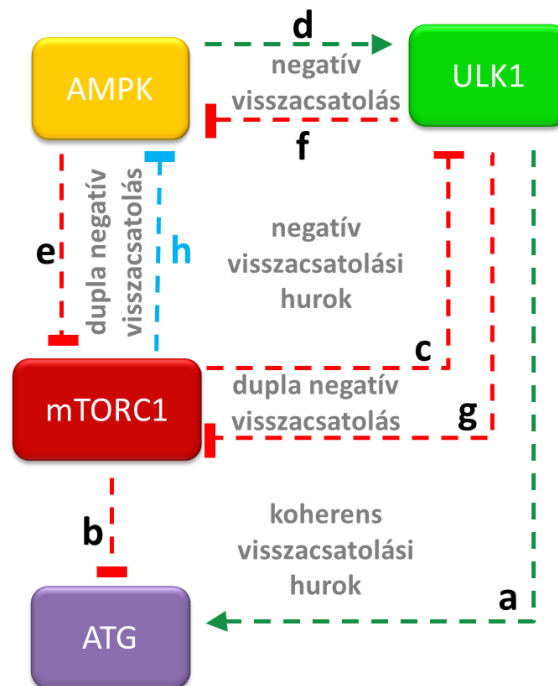 d
AMPK
negatív
visszacsatolás
ULK1
f
e
dupla negatív
visszacsatolás
h
negatív
visszacsatolási
hurok
c
mTORC1
dupla negatív
visszacsatolás
g
b
koherens
visszacsatolási
hurok
a
ATG